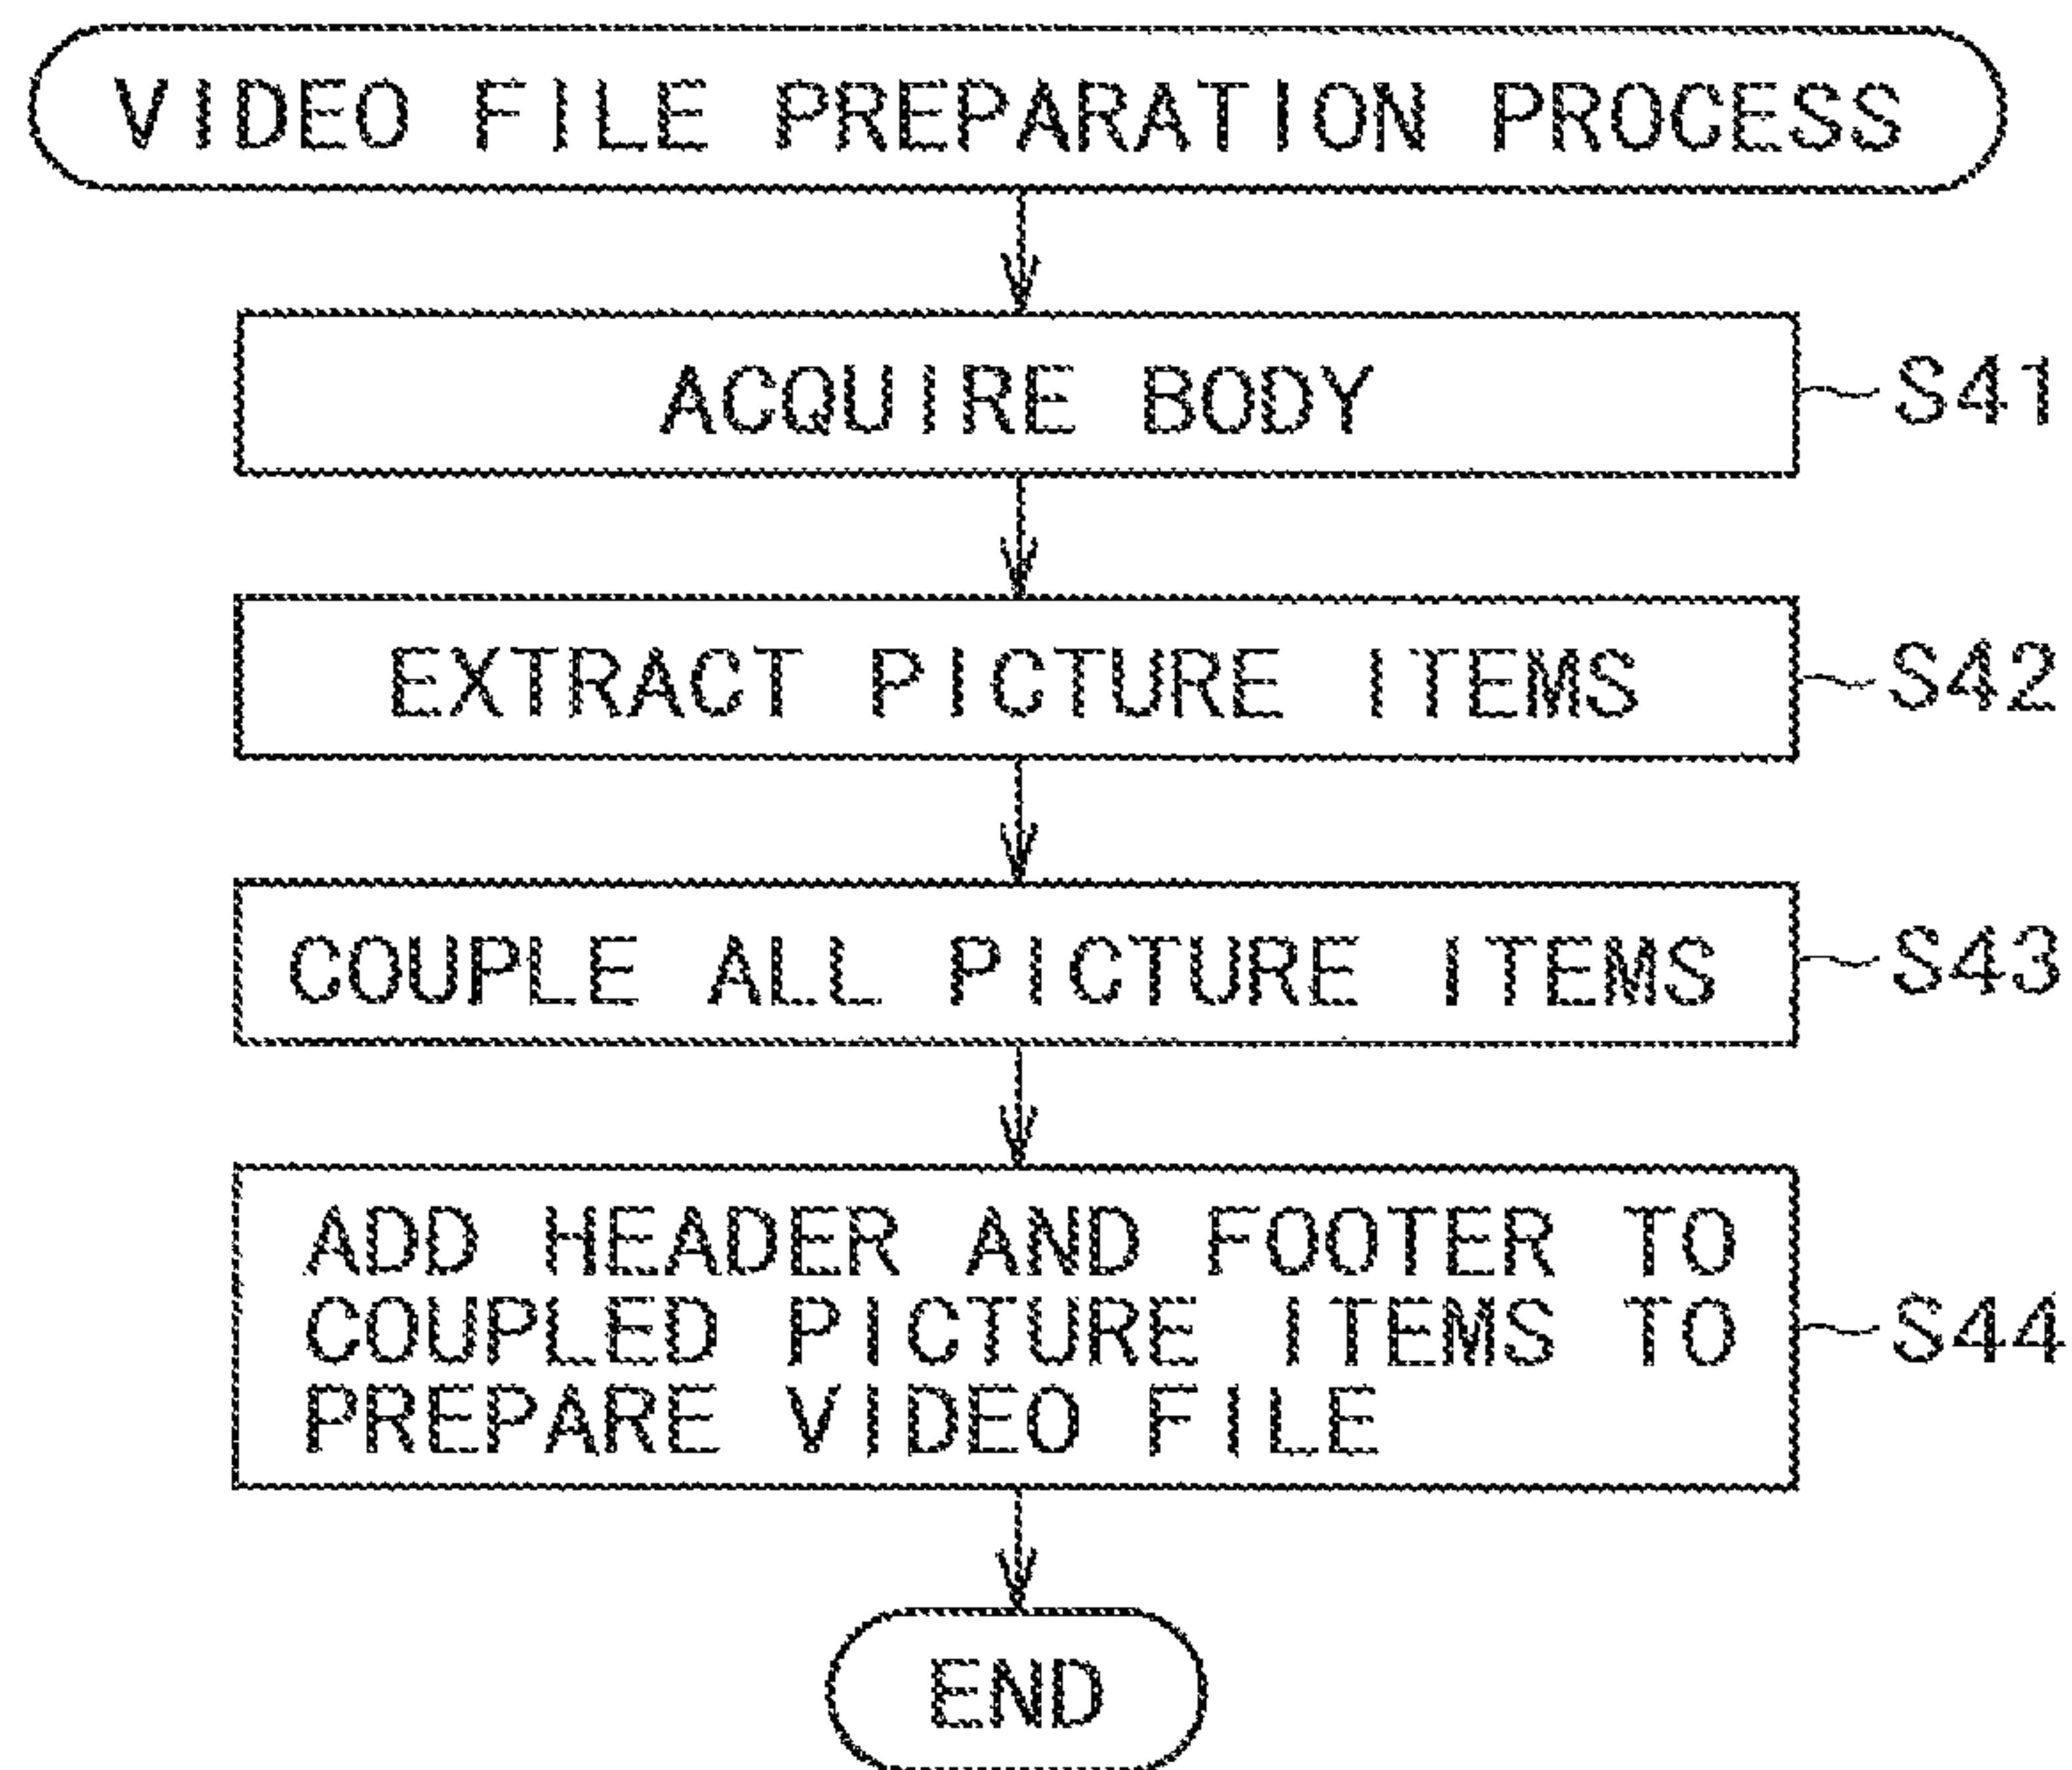 VIDEO FILE PREPARATION PROCESS
ACQUIRE BODY
S41
EXTRACT PICTURE ITEMS
S42
COUPLE ALL PICTURE ITEMS
S43
ADD HEADER AND FOOTER TO
COUPLED PICTURE ITEMS TO
PREPARE VIDEO FILE
S44
END